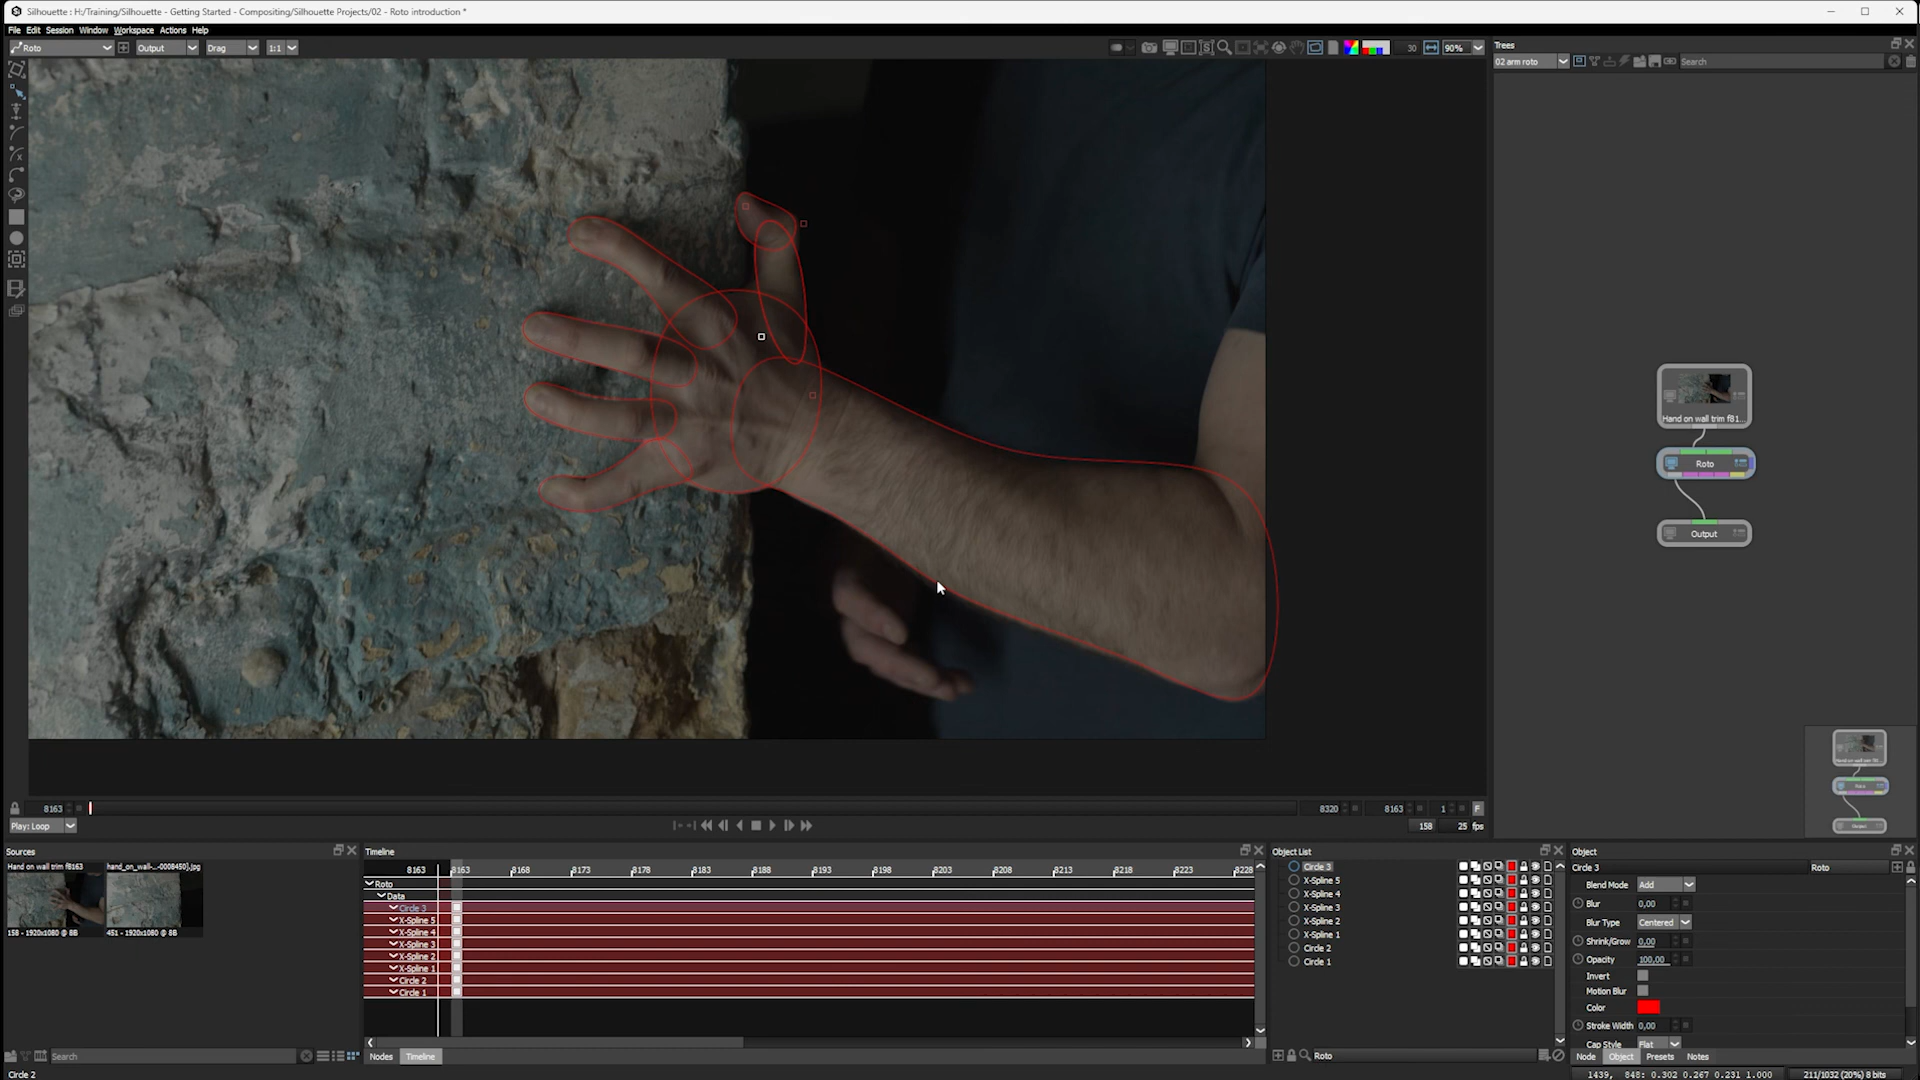 Silhouette : H:/Training/Silhouette - Getting Started - Compositing/Silhouette Projects/02 - Roto introduction *
File Edit Session Window Workspace Actions Help
Roto Output Drag 1:1 30 90%
Trees
02 arm roto Search
Hand on wall trim f81...
Roto
Output
8163 8320 8163 1 F
Play: Loop 158 25 fps
Sources
Hand on wall trim f8163 hand_on_wall-...-0008450].jpg
158 - 1920x1080 @ 8B 451 - 1920x1080 @ 8B
Search
Timeline
8163 8163 8168 8173 8178 8183 8188 8193 8198 8203 8208 8213 8218 8223 8228
Roto
Data
Circle 3
X-Spline 5
X-Spline 4
X-Spline 3
X-Spline 2
X-Spline 1
Circle 2
Circle 1
Nodes Timeline
Object List
Circle 3
X-Spline 5
X-Spline 4
X-Spline 3
X-Spline 2
X-Spline 1
Circle 2
Circle 1
Roto
Object
Circle 3 Roto
Blend Mode Add
Blur 0,00
Blur Type Centered
Shrink/Grow 0,00
Opacity 100,00
Invert
Motion Blur
Color
Stroke Width 0,00
Cap Style Flat
Node Object Presets Notes
Circle 2
1439, 848: 0.302 0.267 0.231 1.000 211/1032 (20%) 8 bits